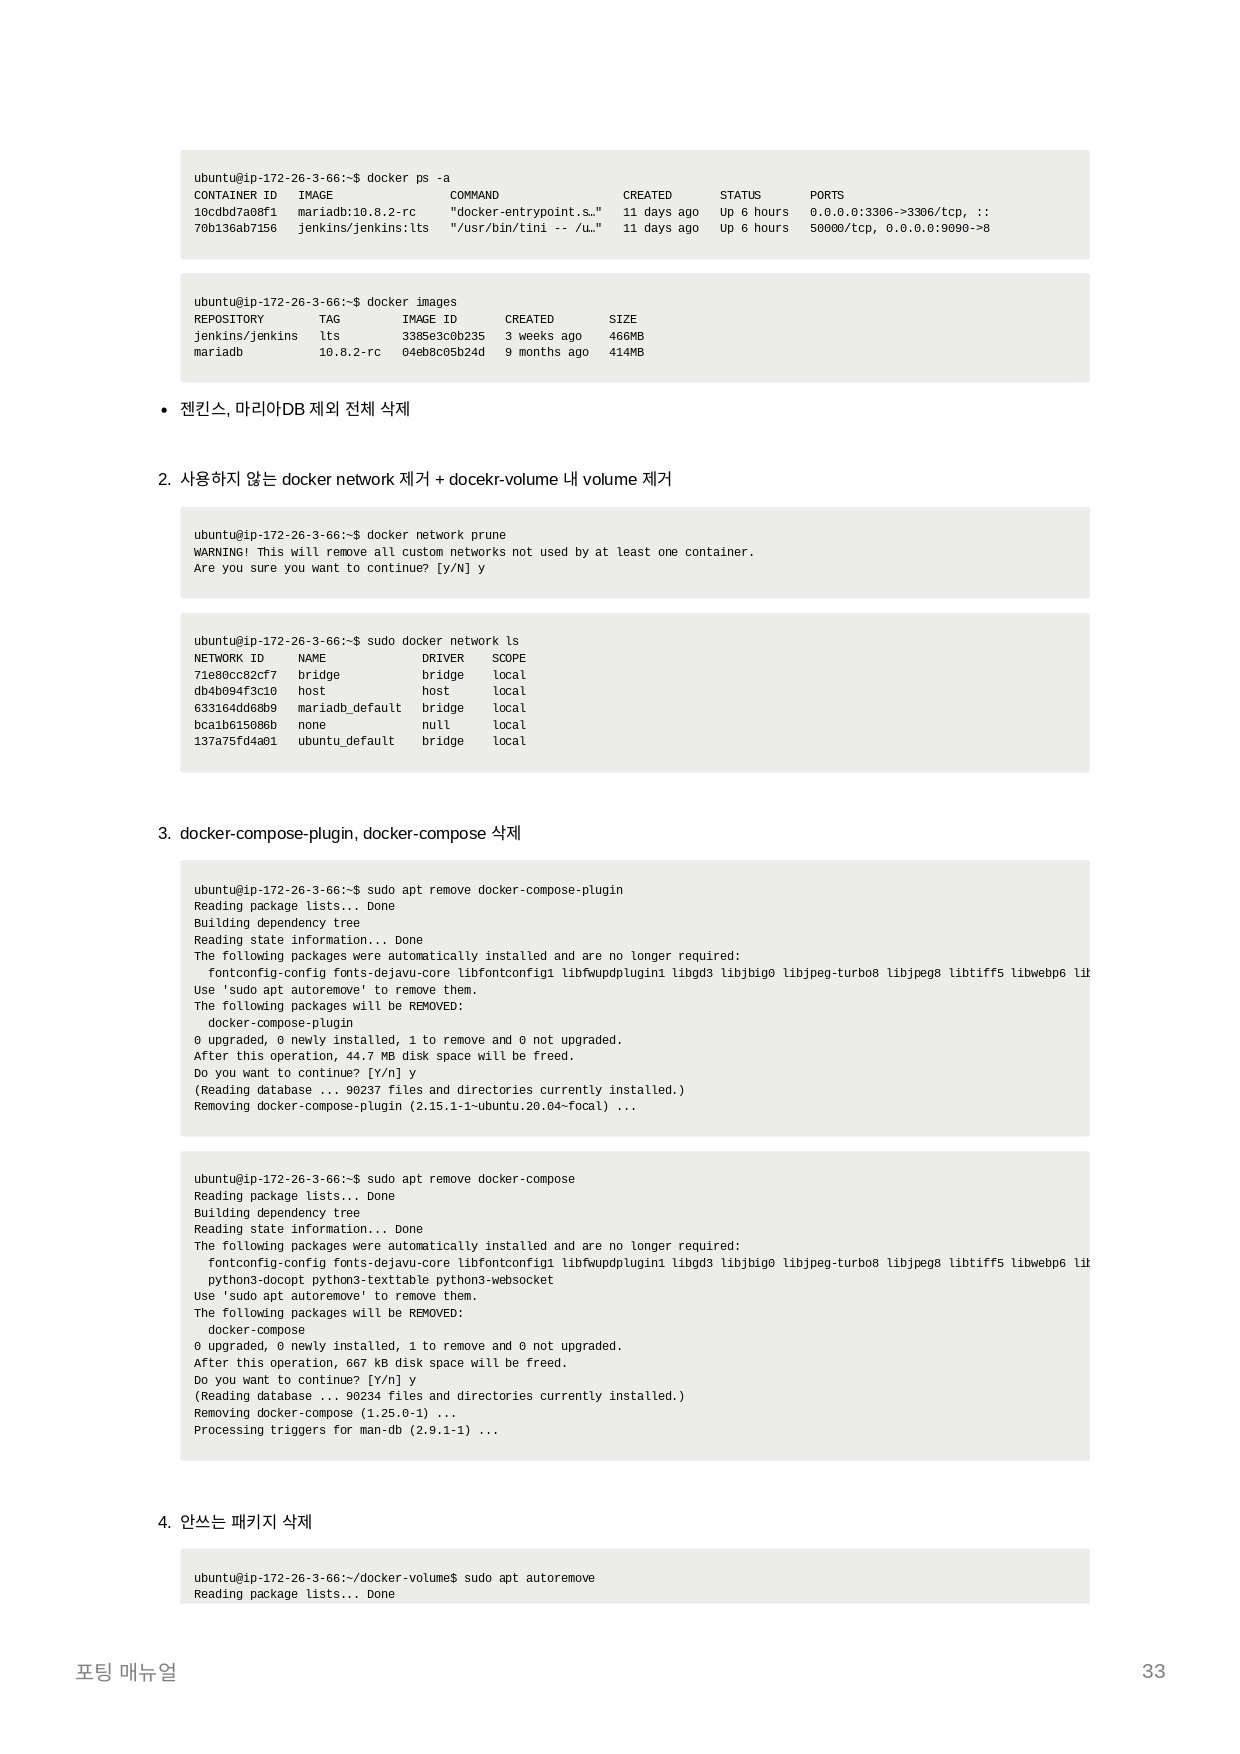 ubuntu@ip-172-26-3-66:~$ docker ps -a
CONTAINER ID   IMAGE                 COMMAND                  CREATED       STATUS       PORTS
10cdbd7a08f1   mariadb:10.8.2-rc     "docker-entrypoint.s…"   11 days ago   Up 6 hours   0.0.0.0:3306->3306/tcp, ::
70b136ab7156   jenkins/jenkins:lts   "/usr/bin/tini -- /u…"   11 days ago   Up 6 hours   50000/tcp, 0.0.0.0:9090->8
ubuntu@ip-172-26-3-66:~$ docker images
REPOSITORY        TAG         IMAGE ID       CREATED        SIZE
jenkins/jenkins   lts         3385e3c0b235   3 weeks ago    466MB
mariadb           10.8.2-rc   04eb8c05b24d   9 months ago   414MB
• 젠킨스, 마리아DB 제외 전체 삭제
2. 사용하지 않는 docker network 제거 + docekr-volume 내 volume 제거
ubuntu@ip-172-26-3-66:~$ docker network prune
WARNING! This will remove all custom networks not used by at least one container.
Are you sure you want to continue? [y/N] y
ubuntu@ip-172-26-3-66:~$ sudo docker network ls
NETWORK ID     NAME              DRIVER    SCOPE
71e80cc82cf7   bridge            bridge    local
db4b094f3c10   host              host      local
633164dd68b9   mariadb_default   bridge    local
bca1b615086b   none              null      local
137a75fd4a01   ubuntu_default    bridge    local
3. docker-compose-plugin, docker-compose 삭제
ubuntu@ip-172-26-3-66:~$ sudo apt remove docker-compose-plugin
Reading package lists... Done
Building dependency tree
Reading state information... Done
The following packages were automatically installed and are no longer required:
  fontconfig-config fonts-dejavu-core libfontconfig1 libfwupdplugin1 libgd3 libjbig0 libjpeg-turbo8 libjpeg8 libtiff5 libwebp6 lib
Use 'sudo apt autoremove' to remove them.
The following packages will be REMOVED:
  docker-compose-plugin
0 upgraded, 0 newly installed, 1 to remove and 0 not upgraded.
After this operation, 44.7 MB disk space will be freed.
Do you want to continue? [Y/n] y
(Reading database ... 90237 files and directories currently installed.)
Removing docker-compose-plugin (2.15.1-1~ubuntu.20.04~focal) ...
ubuntu@ip-172-26-3-66:~$ sudo apt remove docker-compose
Reading package lists... Done
Building dependency tree
Reading state information... Done
The following packages were automatically installed and are no longer required:
  fontconfig-config fonts-dejavu-core libfontconfig1 libfwupdplugin1 libgd3 libjbig0 libjpeg-turbo8 libjpeg8 libtiff5 libwebp6 lib
  python3-docopt python3-texttable python3-websocket
Use 'sudo apt autoremove' to remove them.
The following packages will be REMOVED:
  docker-compose
0 upgraded, 0 newly installed, 1 to remove and 0 not upgraded.
After this operation, 667 kB disk space will be freed.
Do you want to continue? [Y/n] y
(Reading database ... 90234 files and directories currently installed.)
Removing docker-compose (1.25.0-1) ...
Processing triggers for man-db (2.9.1-1) ...
4. 안쓰는 패키지 삭제
ubuntu@ip-172-26-3-66:~/docker-volume$ sudo apt autoremove
Reading package lists... Done
포팅 매뉴얼
33